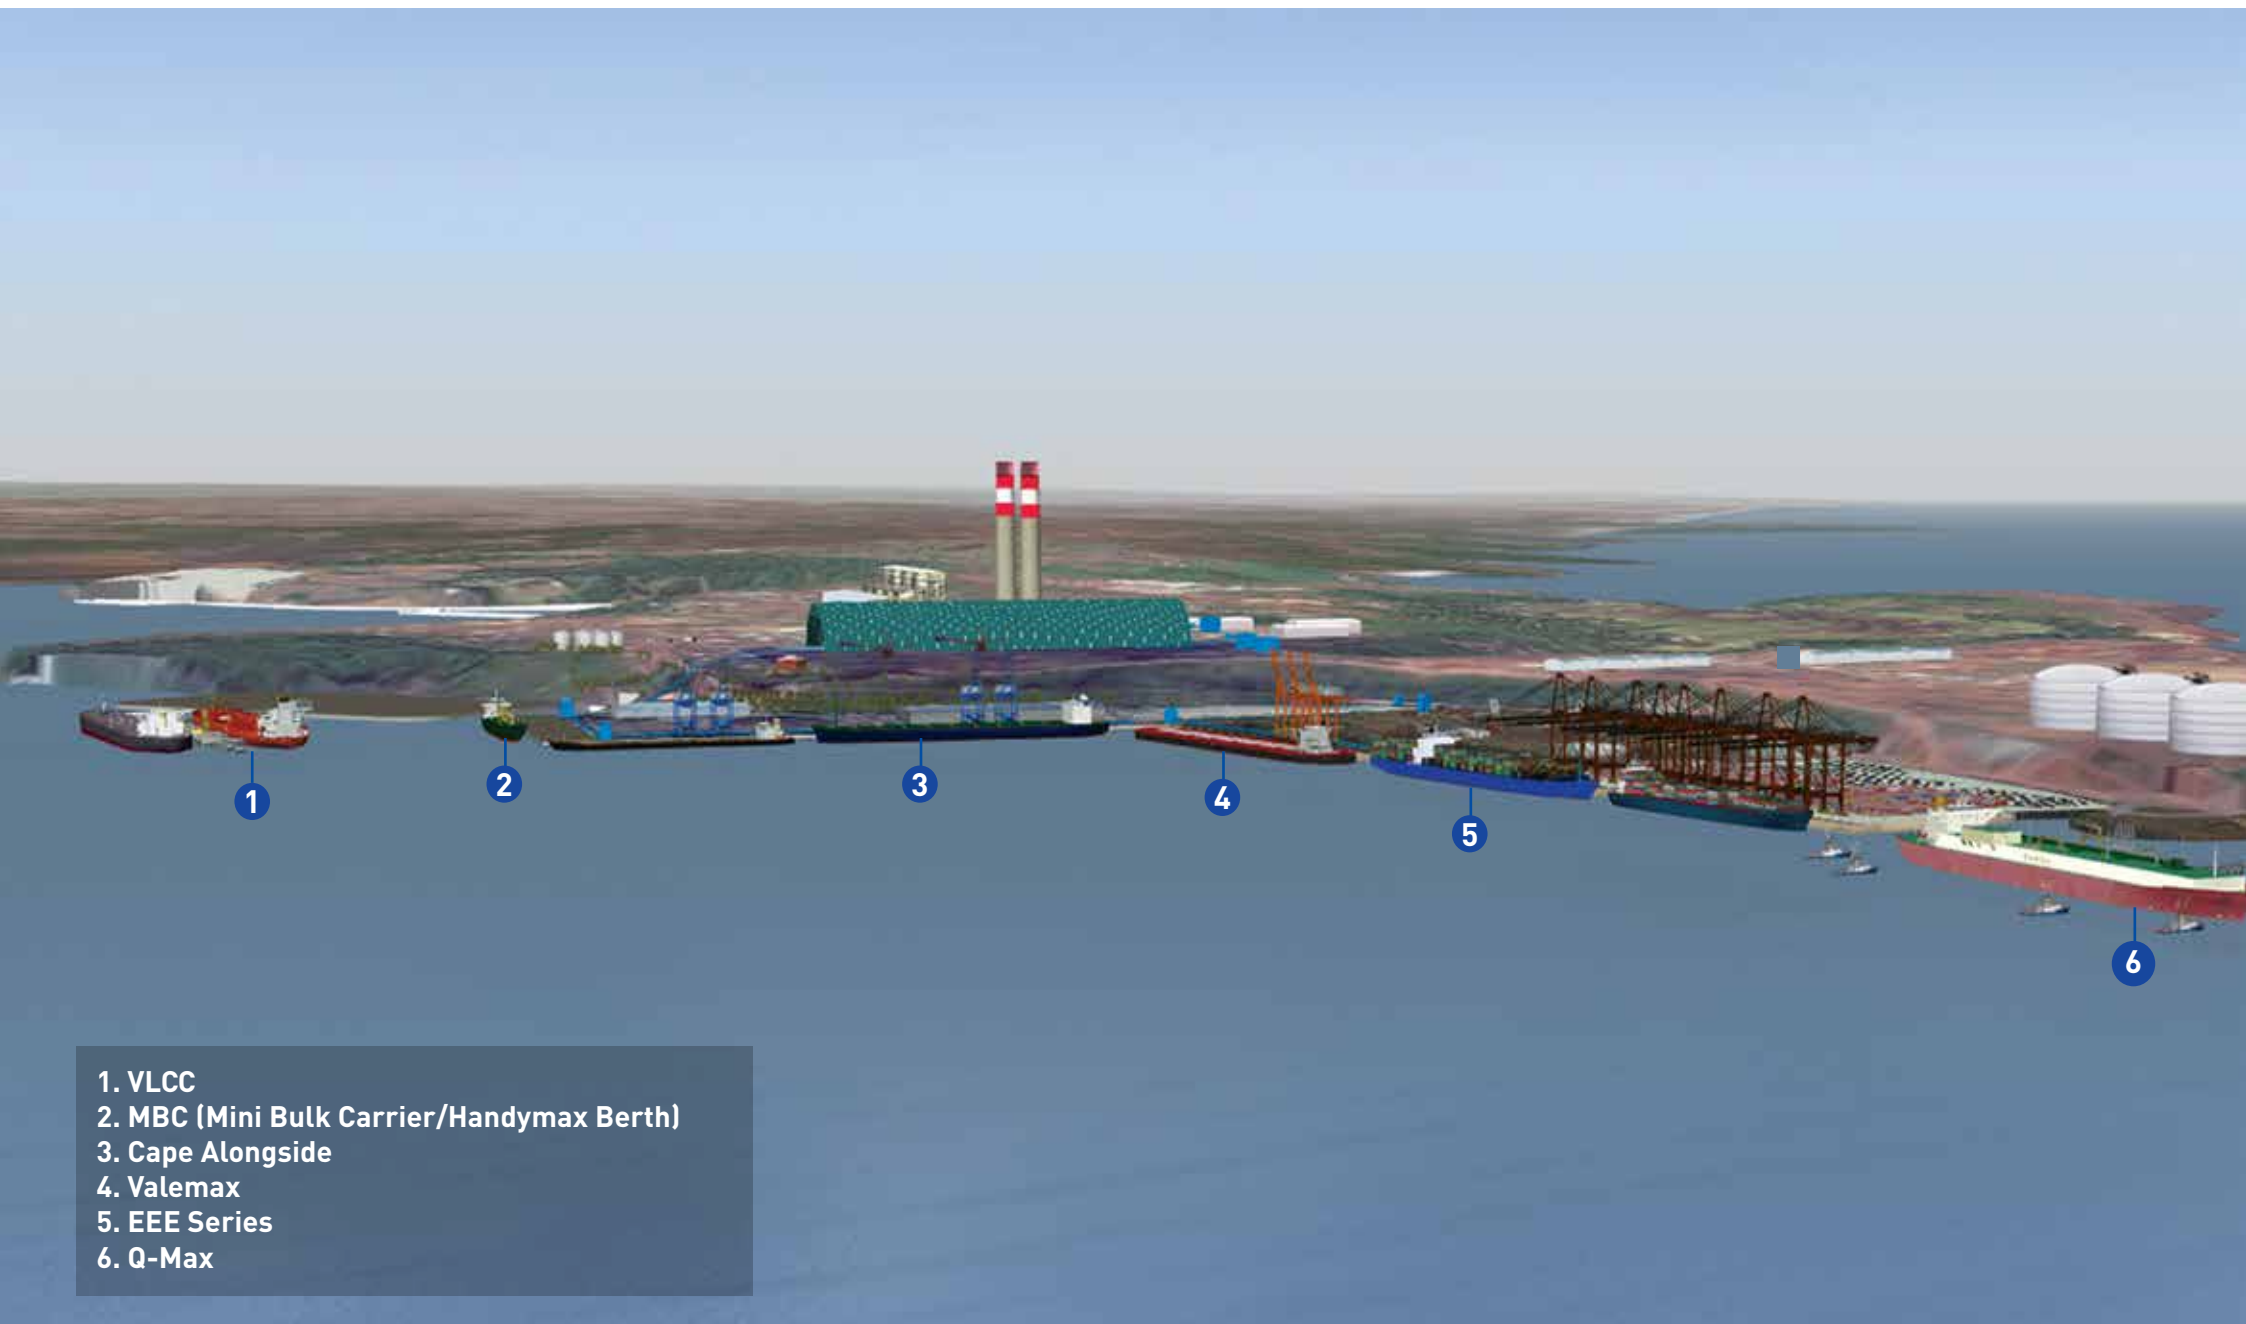 1
2
3
4
5
6
1. VLCC
2. MBC (Mini Bulk Carrier/Handymax Berth)
3. Cape Alongside
4. Valemax
5. EEE Series
6. Q-Max